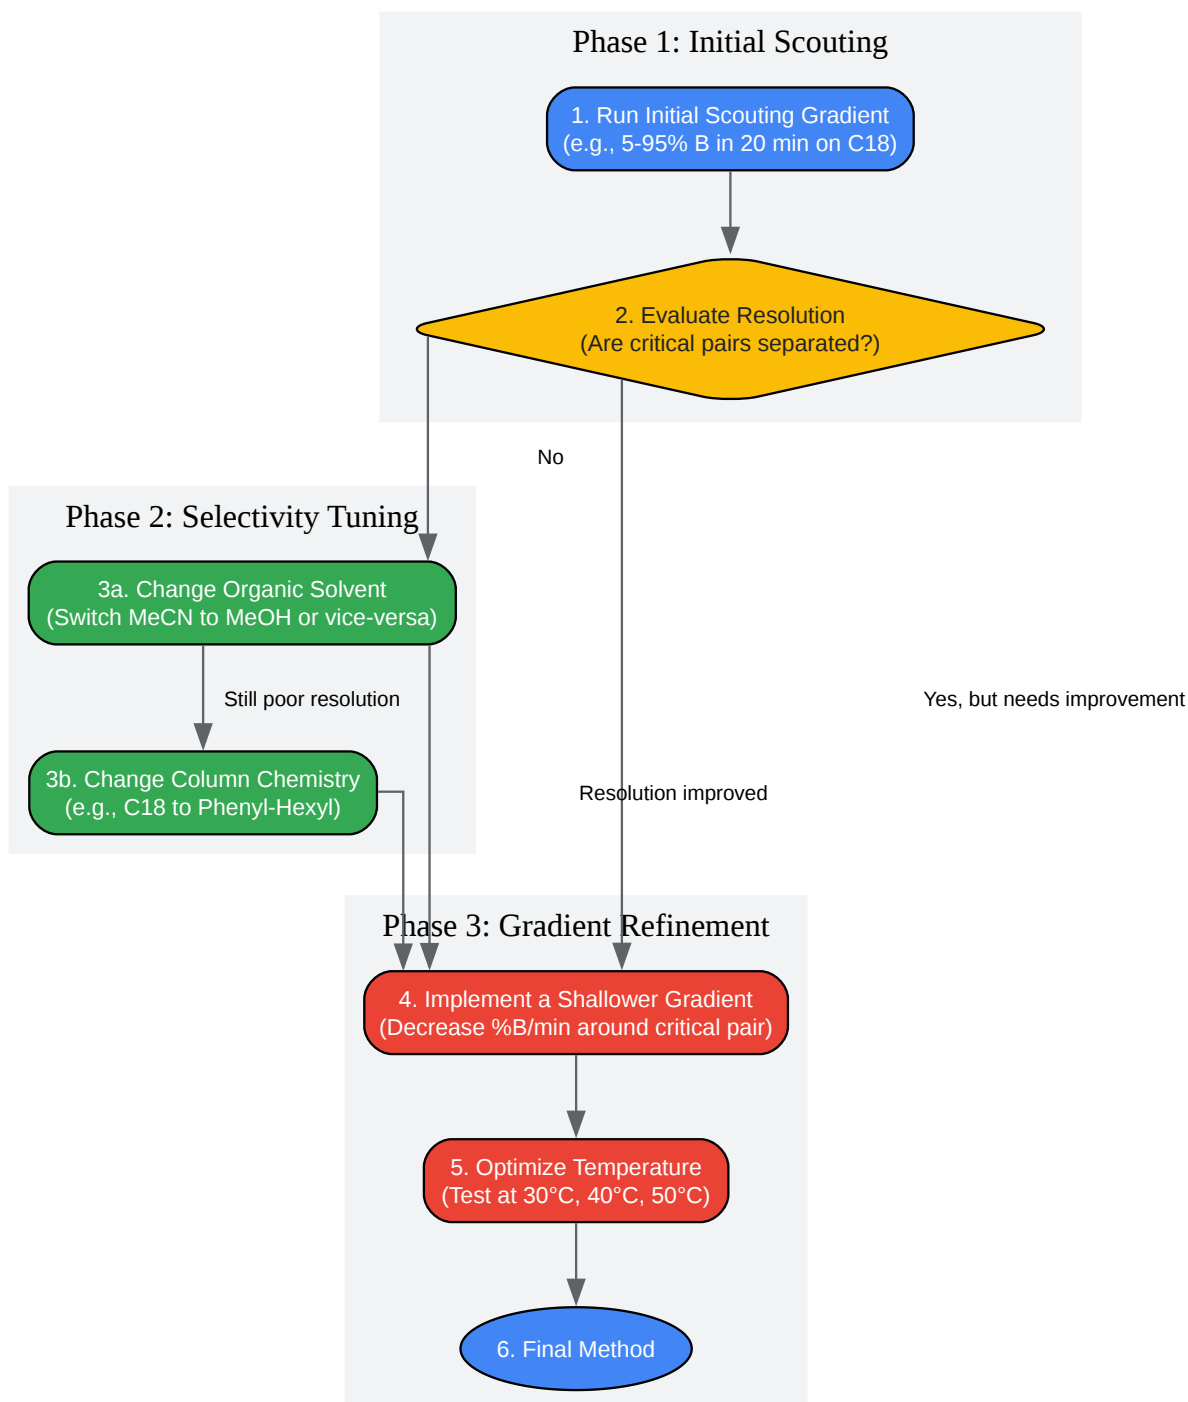 Phase 1: Initial Scouting
1. Run Initial Scouting Gradient
(e.g., 5-95% B in 20 min on C18)
2. Evaluate Resolution
(Are critical pairs separated?)
No
Phase 2: Selectivity Tuning
3a. Change Organic Solvent
(Switch MeCN to MeOH or vice-versa)
Still poor resolution
Yes, but needs improvement
3b. Change Column Chemistry
(e.g., C18 to Phenyl-Hexyl)
Resolution improved
Phase 3: Gradient Refinement
4. Implement a Shallower Gradient
(Decrease %B/min around critical pair)
5. Optimize Temperature
(Test at 30°C, 40°C, 50°C)
6. Final Method